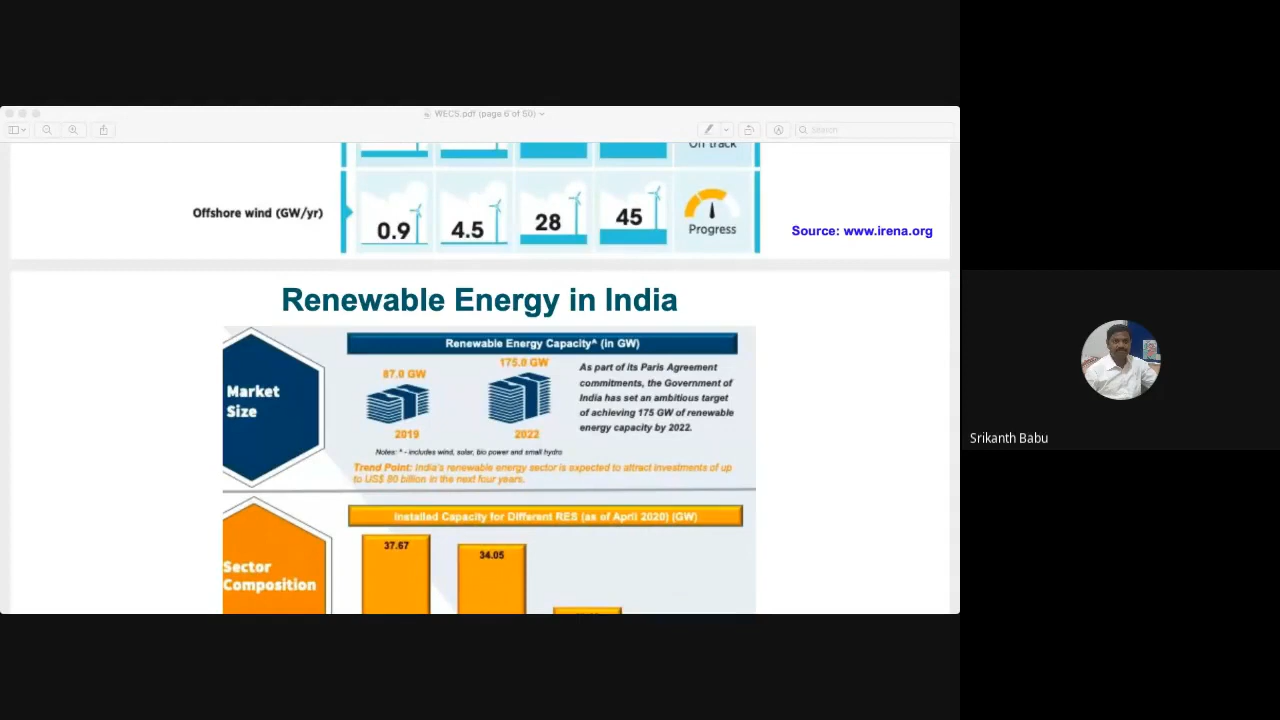 WECS.pdf (page 6 of 50)
Search
Off track
Offshore wind (GW/yr)
0.9
4.5
28
45
Progress
Source: www.irena.org
Renewable Energy in India
Market
Size
Renewable Energy Capacity^ (in GW)
87.0 GW
175.0 GW
2019
2022
As part of its Paris Agreement
commitments, the Government of
India has set an ambitious target
of achieving 175 GW of renewable
energy capacity by 2022.
Notes: ^ - includes wind, solar, bio power and small hydro
Trend Point: India's renewable energy sector is expected to attract investments of up
to US$ 80 billion in the next four years.
Sector
Composition
Installed Capacity for Different RES (as of April 2020) (GW)
37.67
34.05
Srikanth Babu